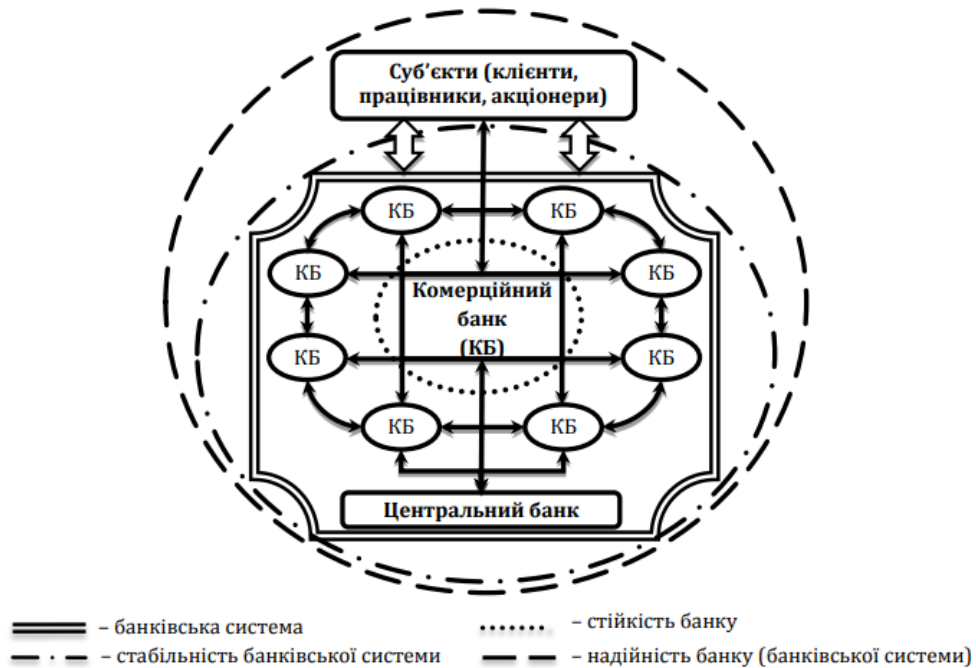 Суб’єкти (клієнти,
працівники, акціонери)
КБ
КБ
КБ
КБ
Комерційний
банк
(КБ)
КБ
КБ
КБ
КБ
Центральний банк
– банківська система
– стійкість банку
– стабільність банківської системи
– надійність банку (банківської системи)